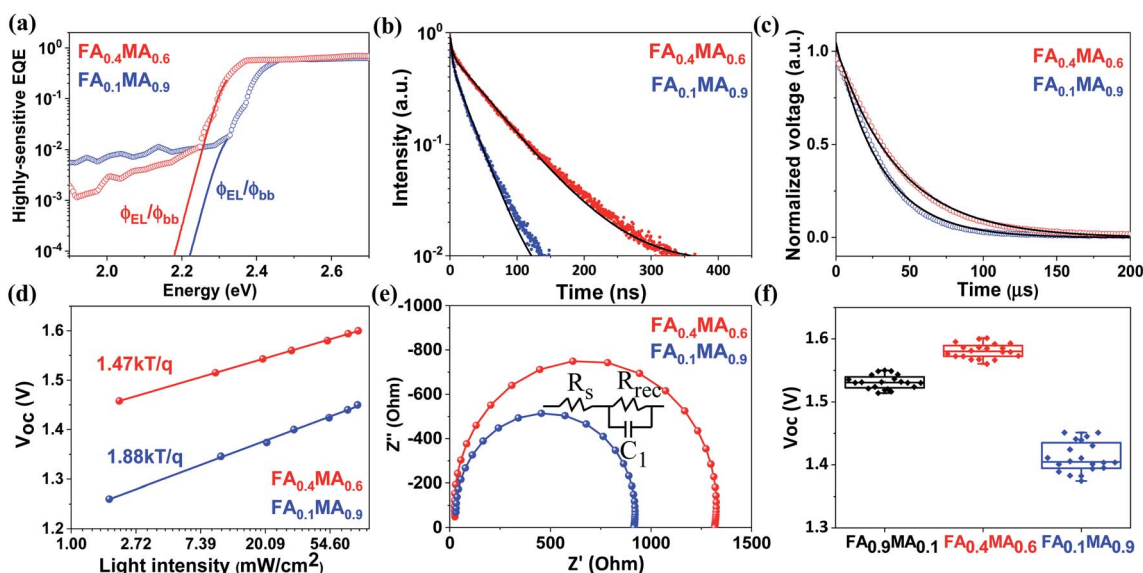 (a)
FA0.4MA0.6
FA0.1MA0.9
ϕEL/ϕbb
ϕEL/ϕbb
Highly-sensitive EQE
10^1
10^0
10^-1
10^-2
10^-3
10^-4
2.0 2.2 2.4 2.6
Energy (eV)
(b)
FA0.4MA0.6
FA0.1MA0.9
Intensity (a.u.)
10^0
10^-1
10^-2
0 100 200 300 400
Time (ns)
(c)
FA0.4MA0.6
FA0.1MA0.9
Normalized voltage (a.u.)
1.0
0.5
0.0
0 50 100 150 200
Time (μs)
(d)
1.47kT/q
1.88kT/q
FA0.4MA0.6
FA0.1MA0.9
Voc (V)
1.6
1.5
1.4
1.3
1.2
1.00 2.72 7.39 20.09 54.60
Light intensity (mW/cm2)
(e)
FA0.4MA0.6
FA0.1MA0.9
Rs Rrec
C1
Z" (Ohm)
-1000
-800
-600
-400
-200
0
0 500 1000 1500
Z' (Ohm)
(f)
Voc (V)
1.6
1.5
1.4
1.3
FA0.9MA0.1 FA0.4MA0.6 FA0.1MA0.9